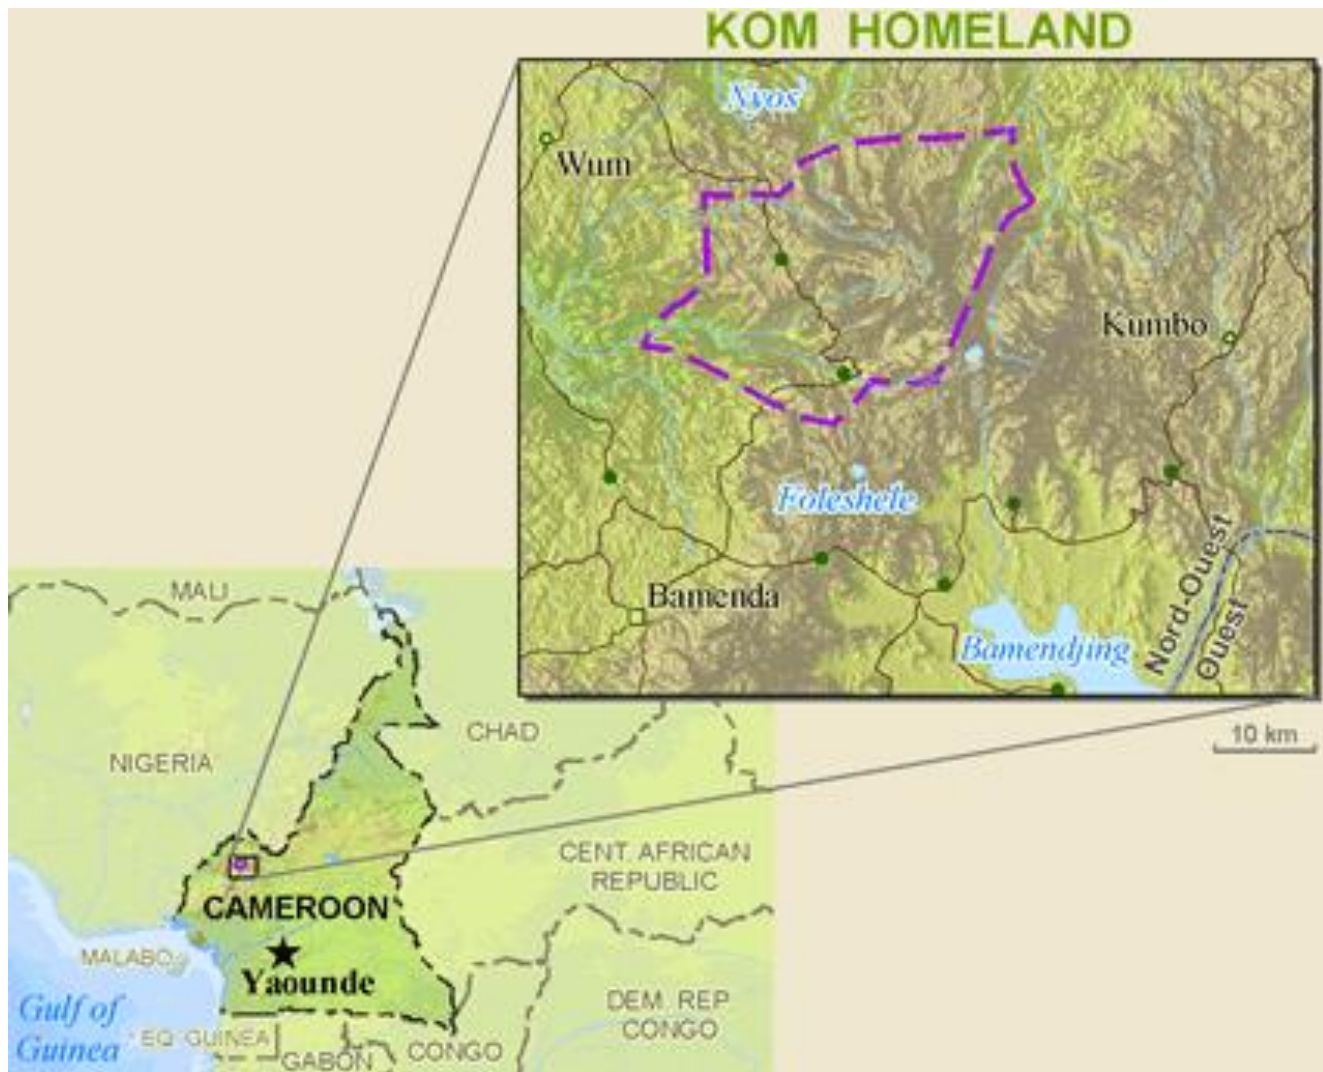 KOM HOMELAND
Nyos
Wum
Kumbo
Foleshele
Bamenda
Bamendjing
Nord-Ouest
Ouest
10 km
MALI
CHAD
NIGERIA
CENT. AFRICAN
REPUBLIC
CAMEROON
MALABO
Yaounde
Gulf of
Guinea
EQ. GUINEA
GABON
CONGO
DEM. REP
CONGO